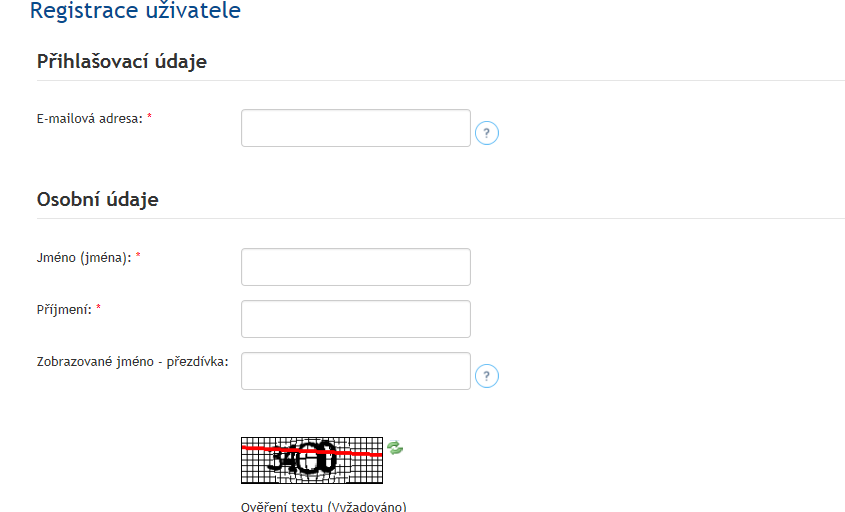 Registrace uživatele
Přihlašovací údaje
E-mailová adresa: *
?
Osobní údaje
Jméno (jména): *
Příjmení: *
Zobrazované jméno - přezdívka:
?
Ověření textu (Vyžadováno)